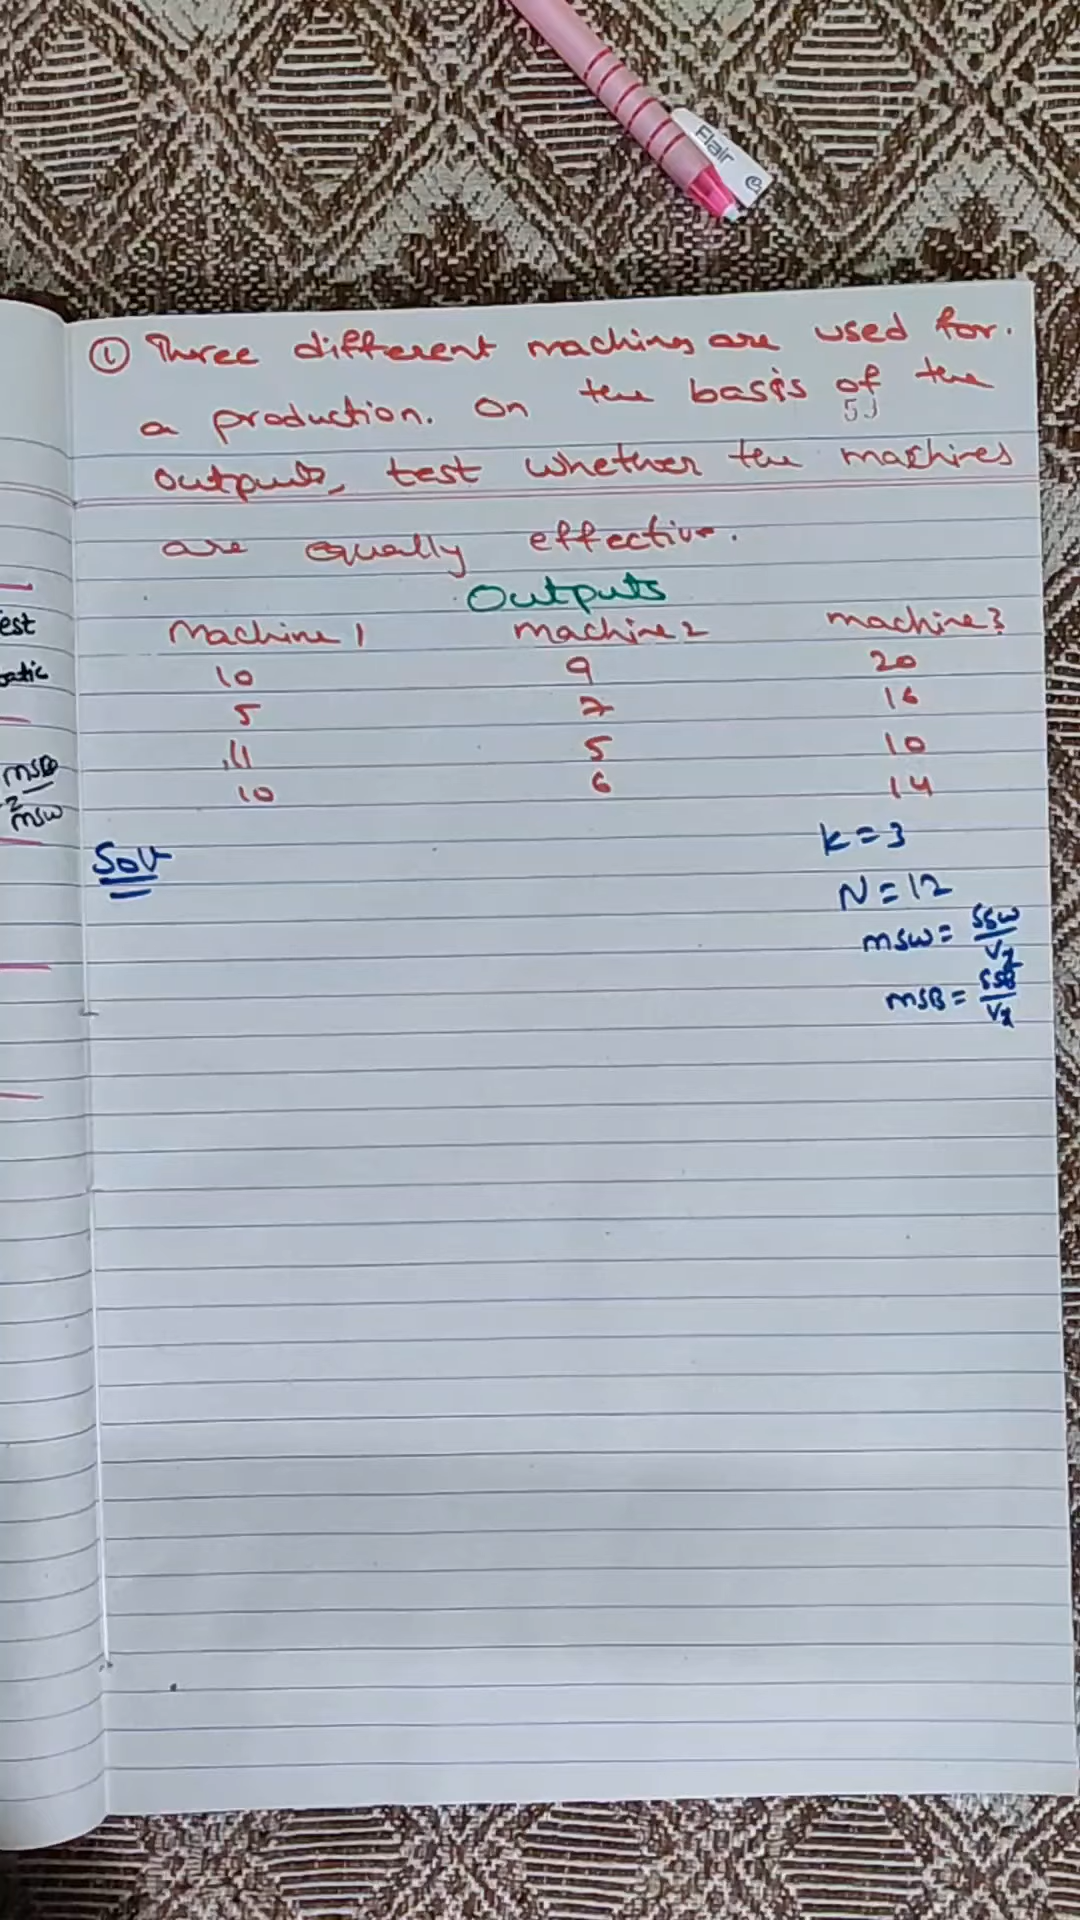 Flair
① Three different machines are used for.
a production. On the basis of the
51
outputs, test whether the machines
are equally effective.
Outputs
Machine 1 machine 2 machine 3
10 9 20
5 7 16
11 5 10
10 6 14
Sol
k = 3
N = 12
MSW = SSW/V2
MSB = SSB/V1
est
atic
MSB
MSW